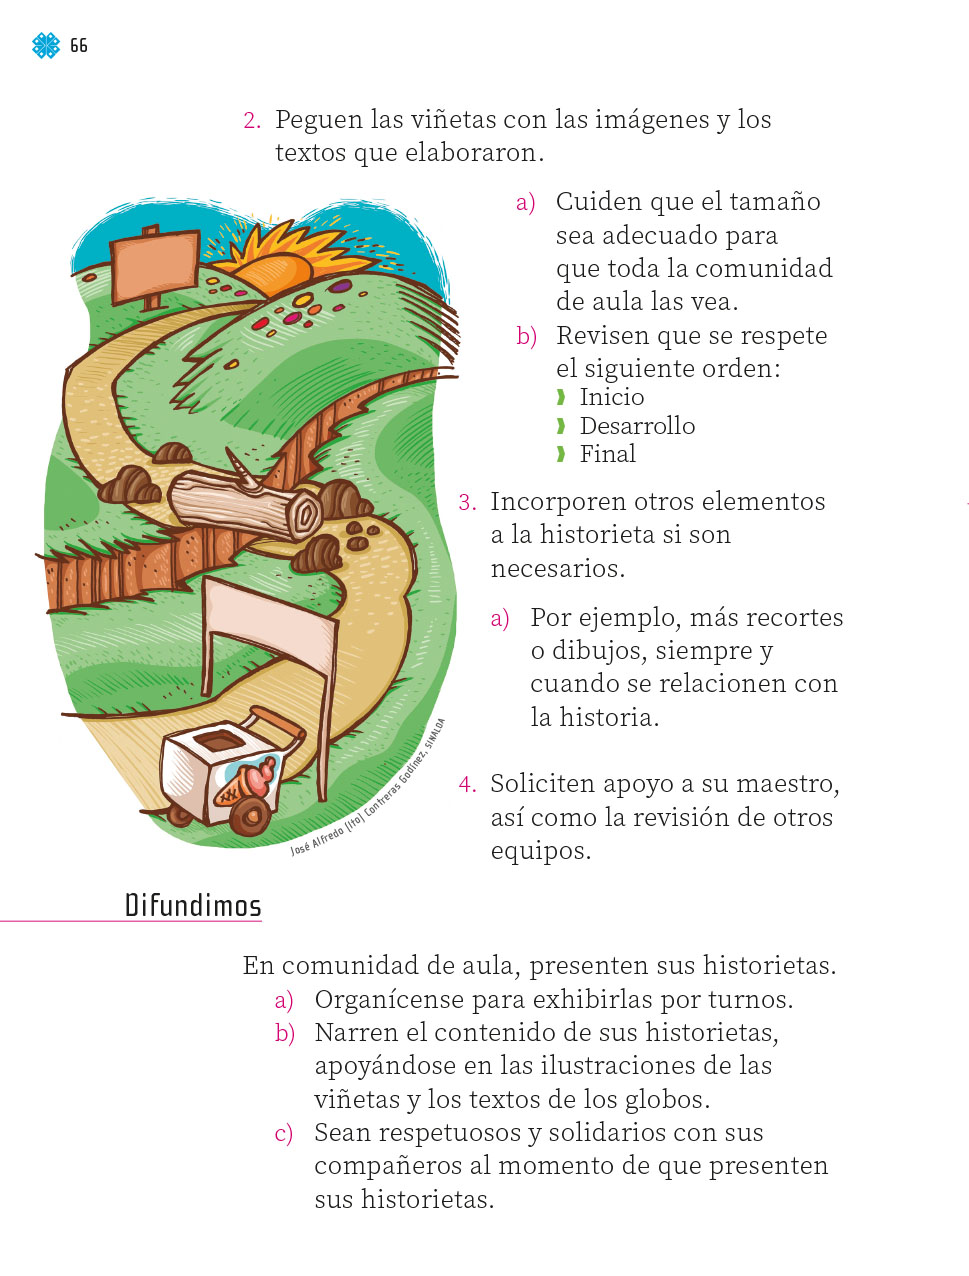 66
2. Peguen las viñetas con las imágenes y los
textos que elaboraron.
a) Cuiden que el tamaño
sea adecuado para
que toda la comunidad
de aula las vea.
b) Revisen que se respete
el siguiente orden:
Inicio
Desarrollo
Final
3. Incorporen otros elementos
a la historieta si son
necesarios.
a) Por ejemplo, más recortes
o dibujos, siempre y
cuando se relacionen con
la historia.
4. Soliciten apoyo a su maestro,
así como la revisión de otros
equipos.
José Alfredo (Ito) Contreras Godínez, SINALOA
Difundimos
En comunidad de aula, presenten sus historietas.
a) Organícense para exhibirlas por turnos.
b) Narren el contenido de sus historietas,
apoyándose en las ilustraciones de las
viñetas y los textos de los globos.
c) Sean respetuosos y solidarios con sus
compañeros al momento de que presenten
sus historietas.